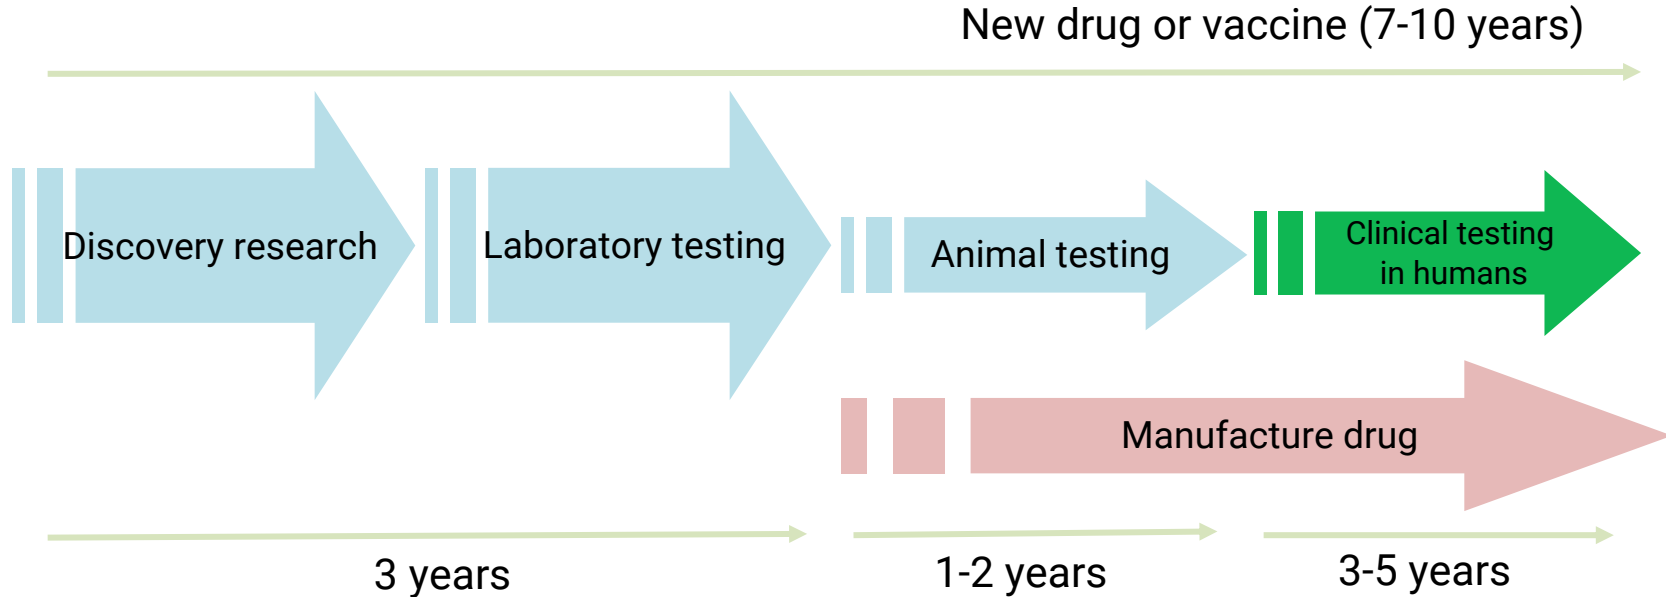 New drug or vaccine (7-10 years)
Discovery research
Laboratory testing
Animal testing
Clinical testing
in humans
Manufacture drug
3 years
1-2 years
3-5 years